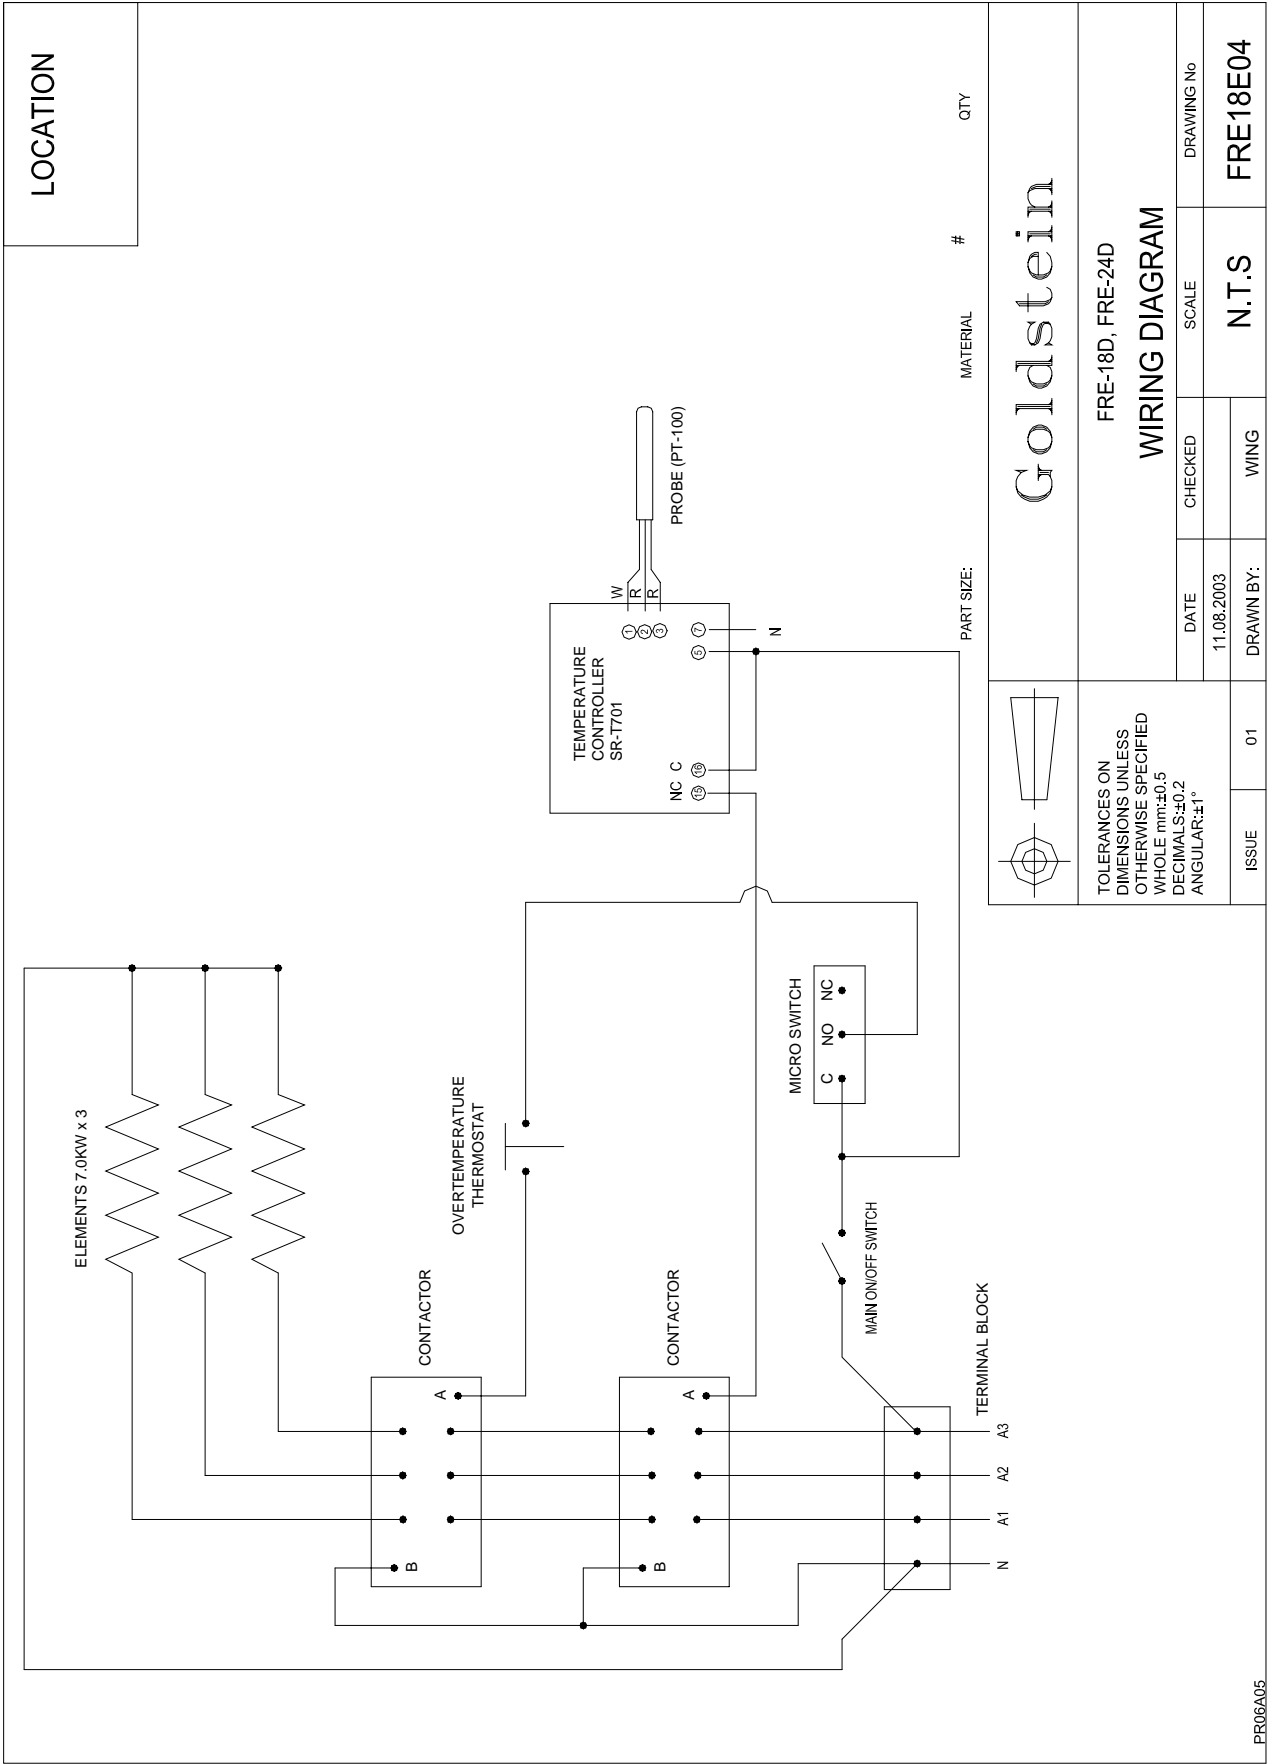 LOCATION
ELEMENTS 7.0KW x 3
OVERTEMPERATURE
THERMOSTAT
CONTACTOR
A
B
CONTACTOR
A
B
TEMPERATURE
CONTROLLER
SR-T701
NC C
15 16 5 7
1 2 3
W
R
R
N
PROBE (PT-100)
MICRO SWITCH
C NO NC
MAIN ON/OFF SWITCH
TERMINAL BLOCK
N A1 A2 A3
PART SIZE: MATERIAL # QTY
Goldstein
FRE-18D, FRE-24D
WIRING DIAGRAM
TOLERANCES ON
DIMENSIONS UNLESS
OTHERWISE SPECIFIED
WHOLE mm:±0.5
DECIMALS:±0.2
ANGULAR:±1°
DATE CHECKED SCALE DRAWING No
11.08.2003
N.T.S FRE18E04
ISSUE 01 DRAWN BY: WING
PR06A05